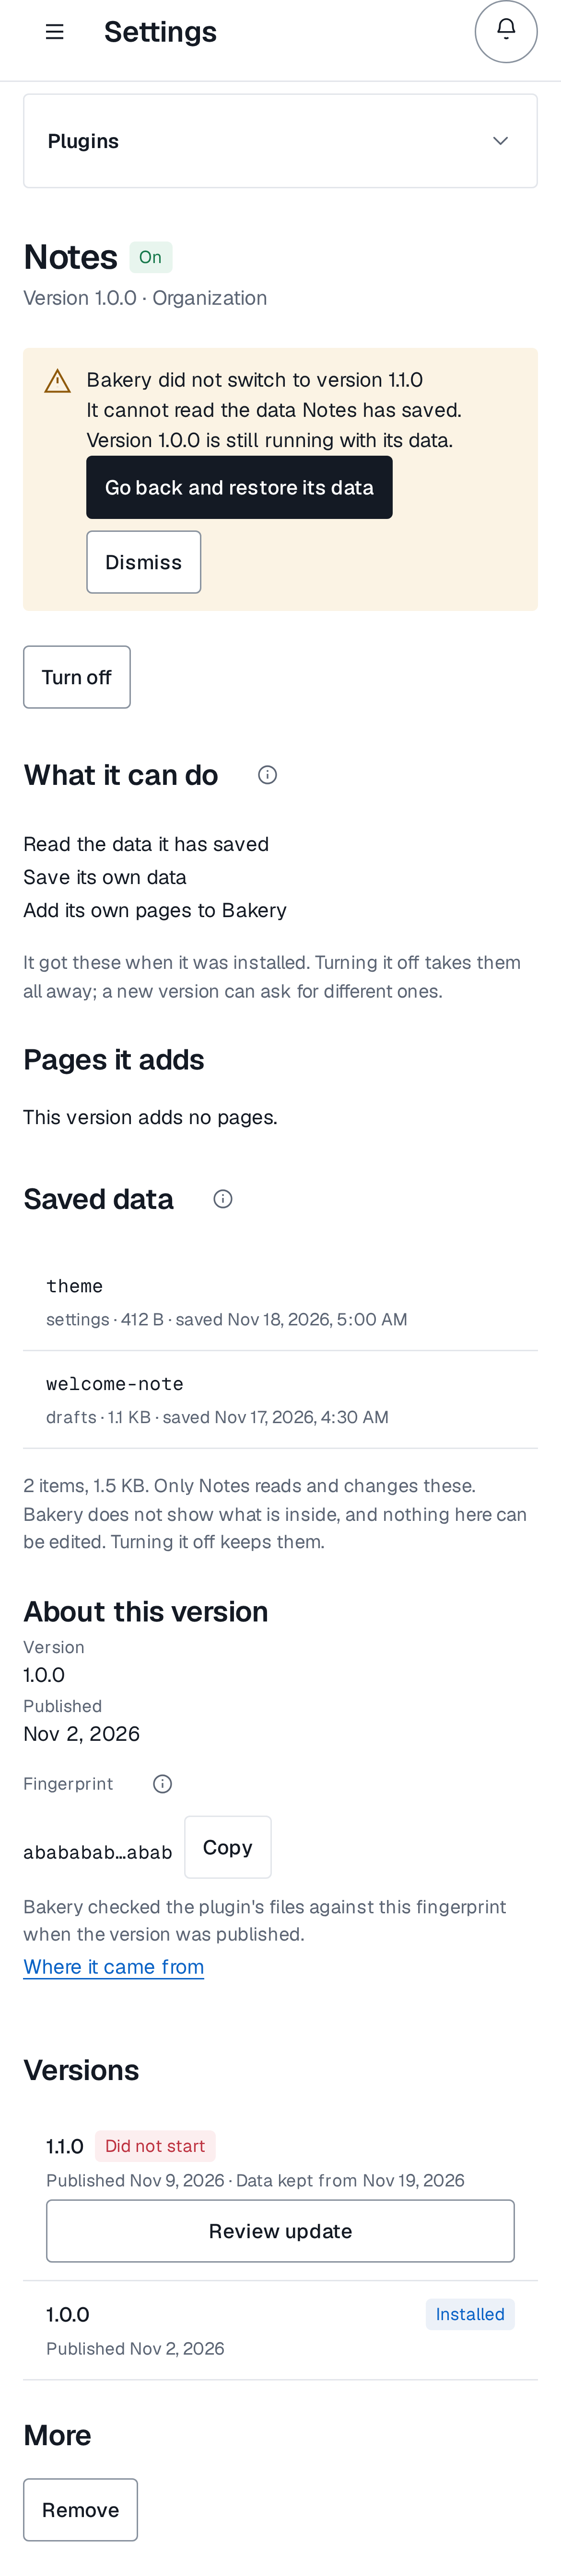 Settings
Plugins
Notes On
Version 1.0.0 · Organization
Bakery did not switch to version 1.1.0
It cannot read the data Notes has saved.
Version 1.0.0 is still running with its data.
Go back and restore its data
Dismiss
Turn off
What it can do
Read the data it has saved
Save its own data
Add its own pages to Bakery
It got these when it was installed. Turning it off takes them
all away; a new version can ask for different ones.
Pages it adds
This version adds no pages.
Saved data
theme
settings · 412 B · saved Nov 18, 2026, 5:00 AM
welcome-note
drafts · 1.1 KB · saved Nov 17, 2026, 4:30 AM
2 items, 1.5 KB. Only Notes reads and changes these.
Bakery does not show what is inside, and nothing here can
be edited. Turning it off keeps them.
About this version
Version
1.0.0
Published
Nov 2, 2026
Fingerprint
abababab…abab Copy
Bakery checked the plugin's files against this fingerprint
when the version was published.
Where it came from
Versions
1.1.0 Did not start
Published Nov 9, 2026 · Data kept from Nov 19, 2026
Review update
1.0.0 Installed
Published Nov 2, 2026
More
Remove